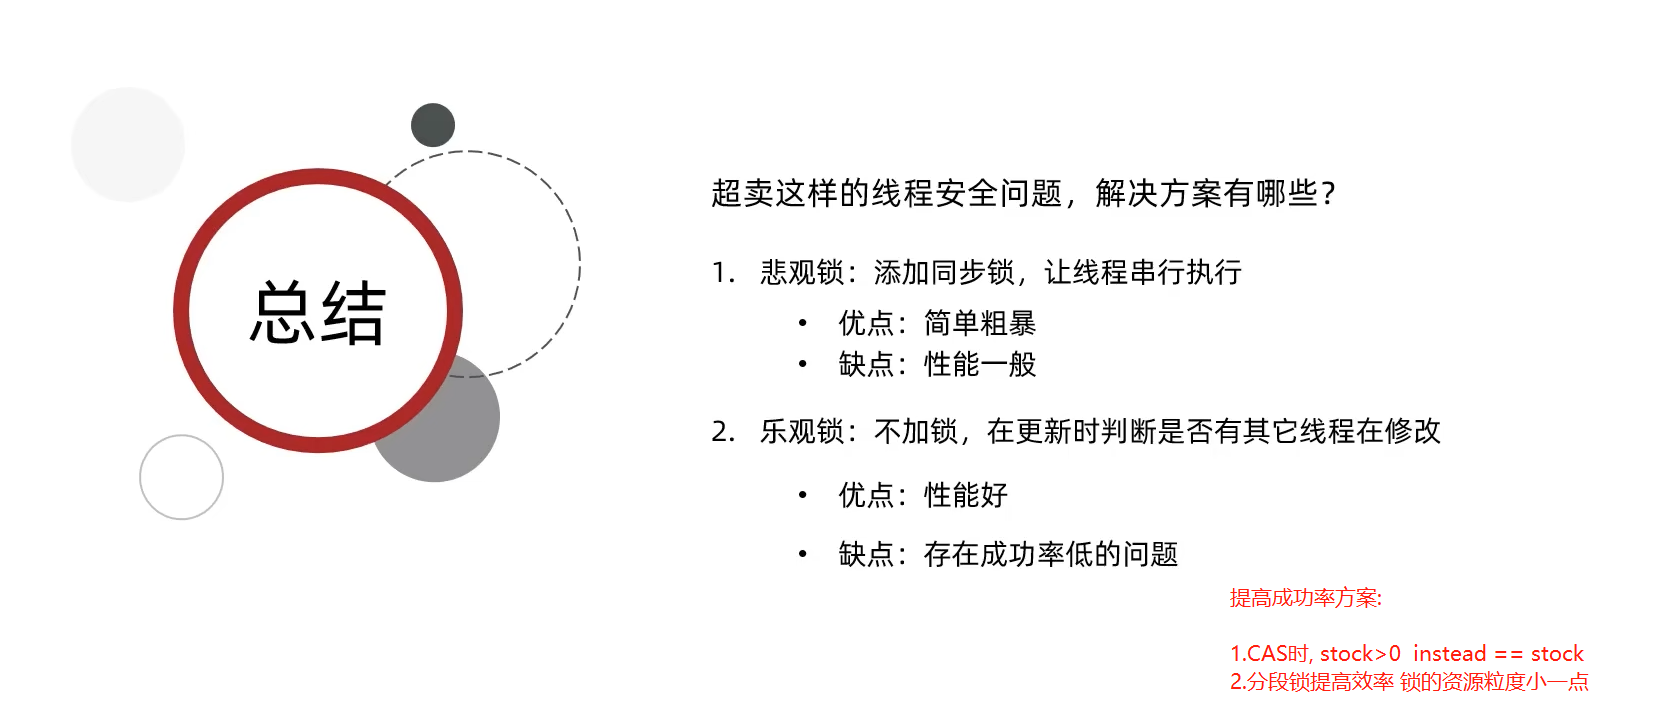 总结
超卖这样的线程安全问题，解决方案有哪些？
1. 悲观锁：添加同步锁，让线程串行执行
• 优点：简单粗暴
• 缺点：性能一般
2. 乐观锁：不加锁，在更新时判断是否有其它线程在修改
• 优点：性能好
• 缺点：存在成功率低的问题
提高成功率方案:
1.CAS时, stock>0 instead == stock
2.分段锁提高效率 锁的资源粒度小一点